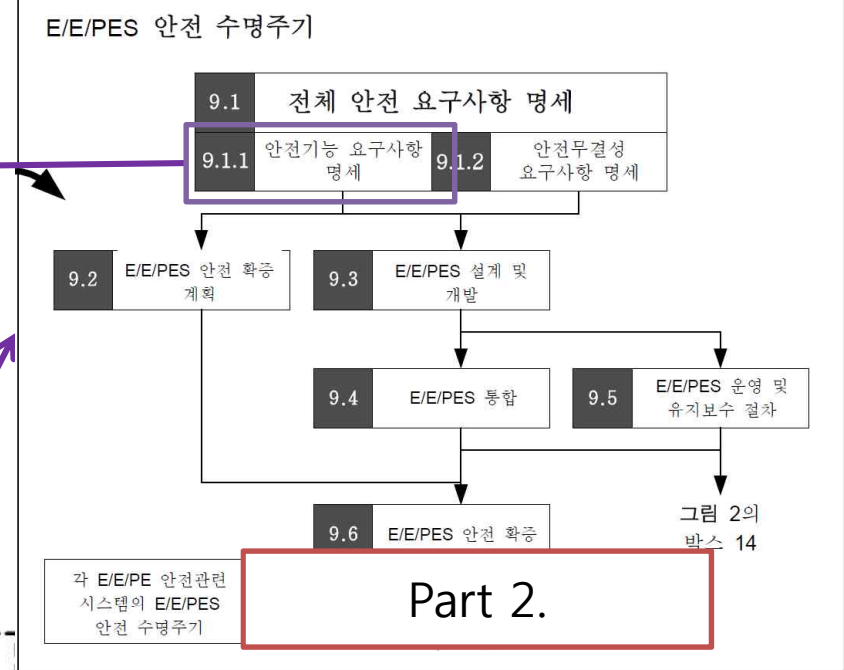 E/E/PES 안전 수명주기
9.1 전체 안전 요구사항 명세
9.1.1 안전기능 요구사항
명세
9.1.2 안전무결성
요구사항 명세
9.2 E/E/PES 안전 확증
계획
9.3 E/E/PES 설계 및
개발
9.4 E/E/PES 통합
9.5 E/E/PES 운영 및
유지보수 절차
9.6 E/E/PES 안전 확증
그림 2의
박스 14
각 E/E/PE 안전관련
시스템의 E/E/PES
안전 수명주기
Part 2.